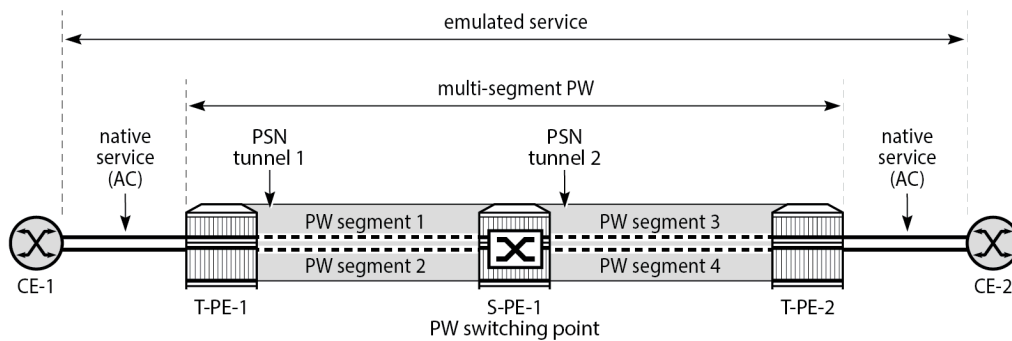 emulated service
multi-segment PW
native
service
(AC)
PSN
tunnel 1
PSN
tunnel 2
native
service
(AC)
PW segment 1
PW segment 3
PW segment 2
PW segment 4
CE-1
T-PE-1
S-PE-1
PW switching point
T-PE-2
CE-2